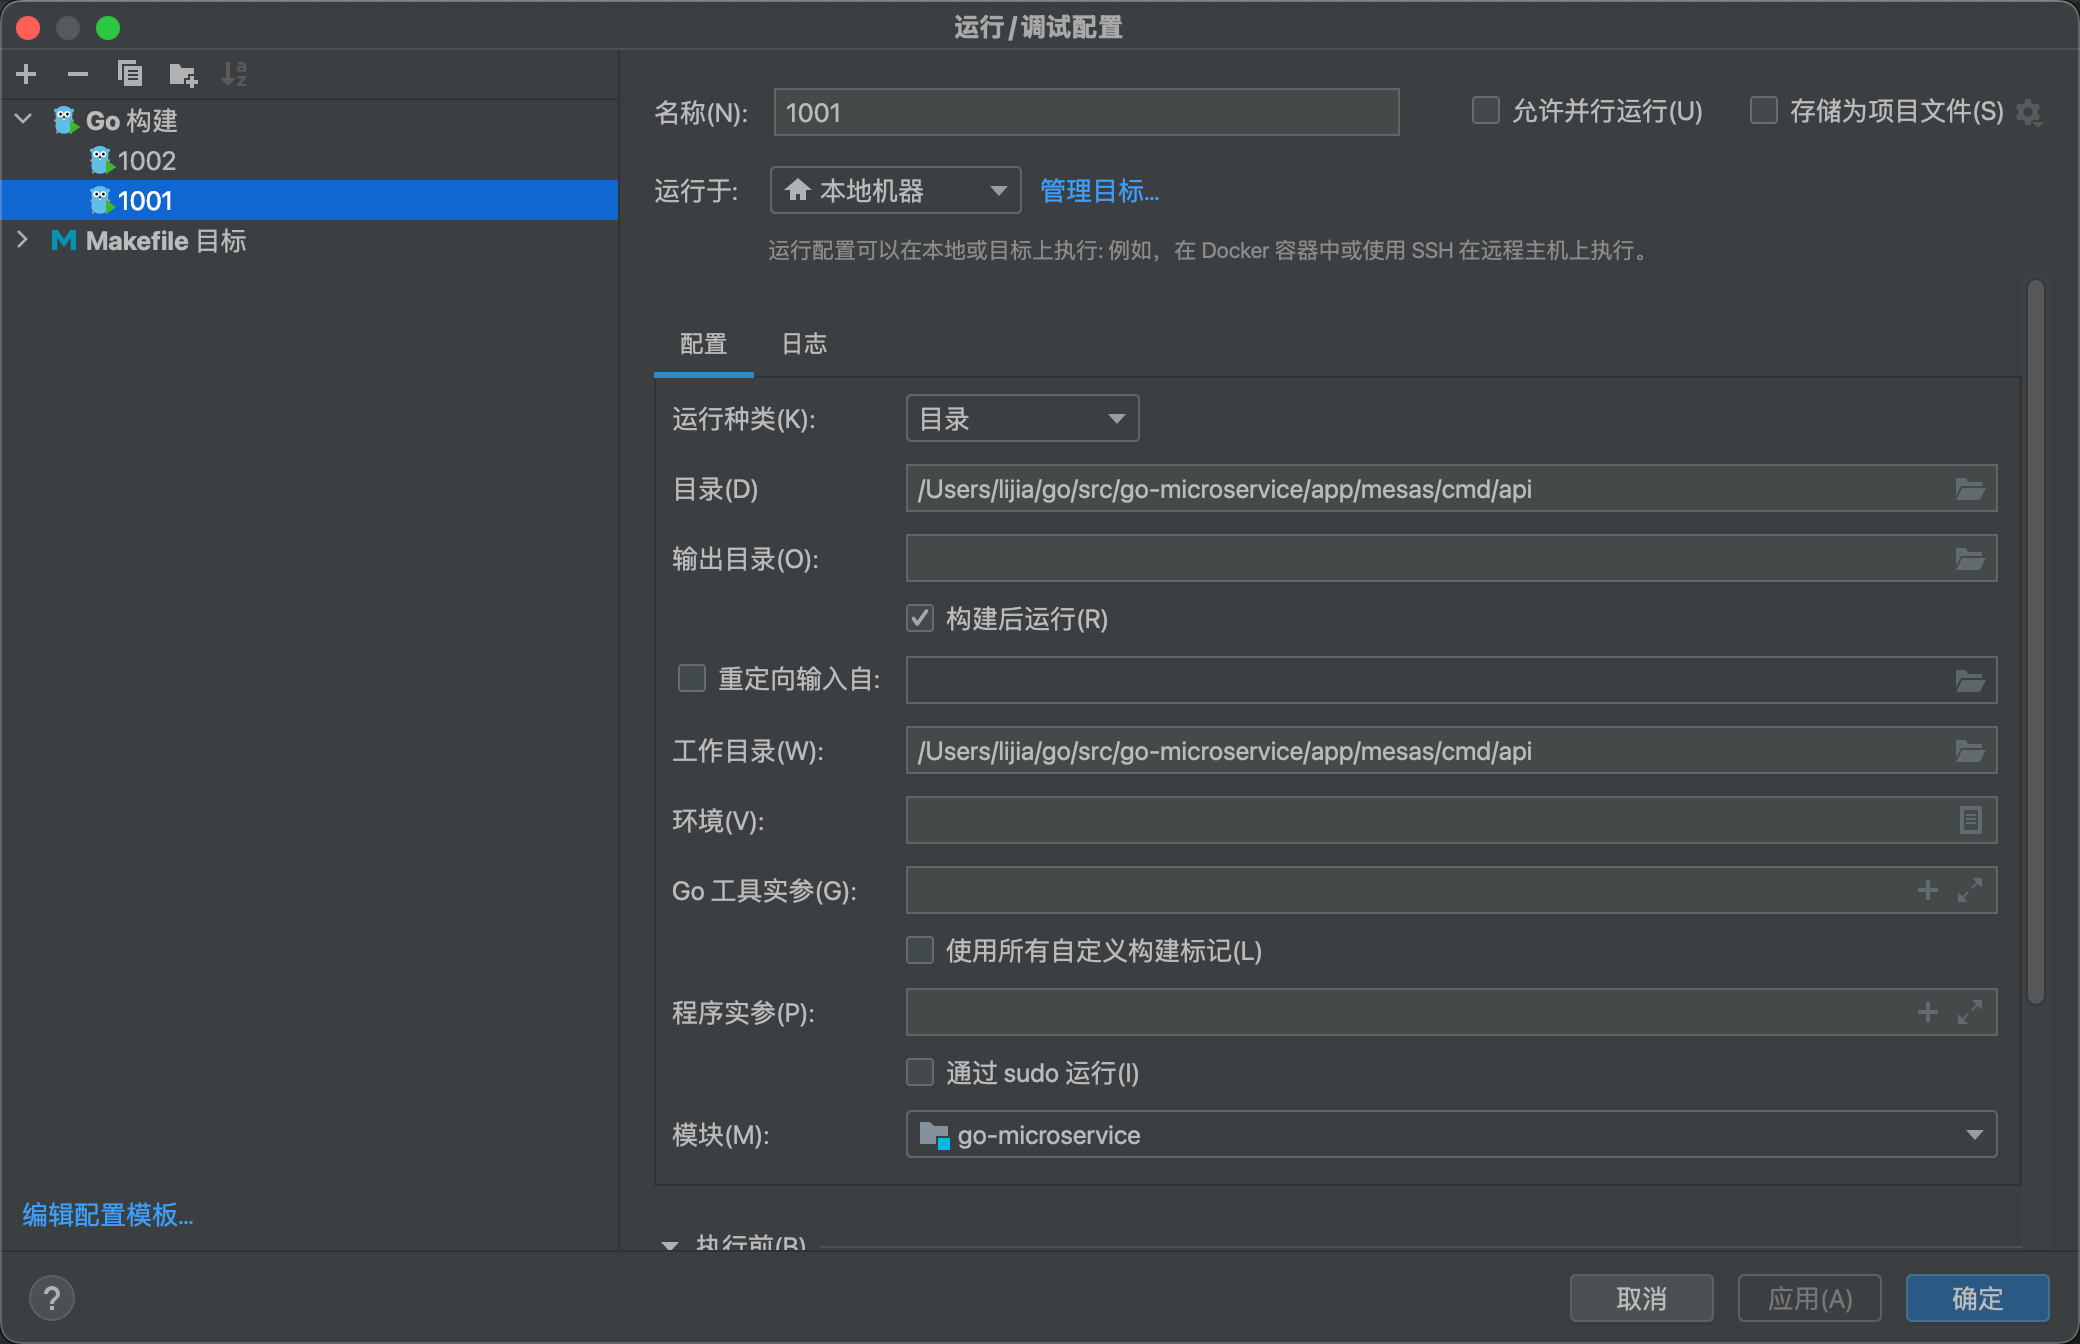 运行/调试配置
Go 构建
1002
1001
Makefile 目标
编辑配置模板...
名称(N): 1001 允许并行运行(U) 存储为项目文件(S)
运行于: 本地机器 管理目标...
运行配置可以在本地或目标上执行: 例如，在 Docker 容器中或使用 SSH 在远程主机上执行。
配置 日志
运行种类(K): 目录
目录(D) /Users/lijia/go/src/go-microservice/app/mesas/cmd/api
输出目录(O):
构建后运行(R)
重定向输入自:
工作目录(W): /Users/lijia/go/src/go-microservice/app/mesas/cmd/api
环境(V):
Go 工具实参(G):
使用所有自定义构建标记(L)
程序实参(P):
通过 sudo 运行(I)
模块(M): go-microservice
执行前(B)
? 取消 应用(A) 确定